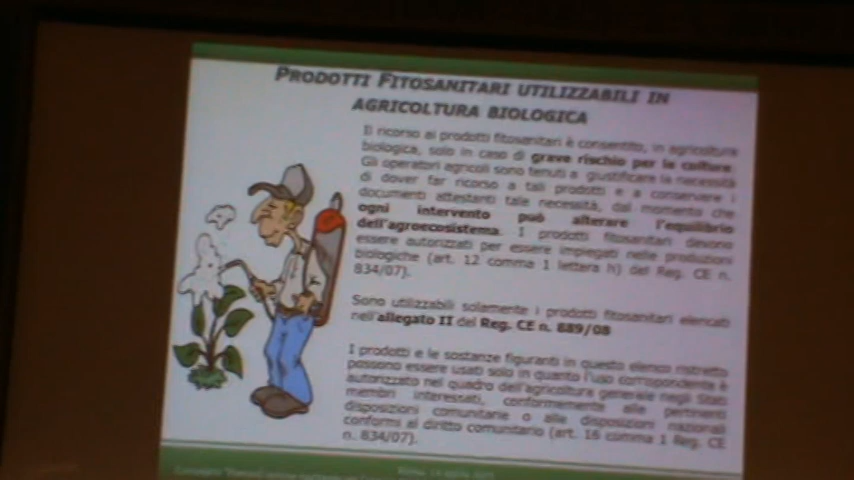 PRODOTTI FITOSANITARI UTILIZZABILI IN
AGRICOLTURA BIOLOGICA
Il ricorso ai prodotti fitosanitari è consentito, in agricoltura
biologica, solo in caso di grave rischio per la coltura.
Gli operatori agricoli sono tenuti a giustificare la necessità
di dover far ricorso a tali prodotti e a conservare i
documenti attestanti tale necessità, dal momento che
ogni intervento può alterare l'equilibrio
dell'agroecosistema. I prodotti fitosanitari devono
essere autorizzati per essere impiegati nelle produzioni
biologiche (art. 12 comma 1 lettera h) del Reg. CE n.
834/07).
Sono utilizzabili solamente i prodotti fitosanitari elencati
nell'allegato II del Reg. CE n. 889/08
I prodotti e le sostanze figuranti in questo elenco ristretto
possono essere usati solo in quanto l'uso corrispondente è
autorizzato nel quadro dell'agricoltura generale negli Stati
membri interessati, conformemente alle pertinenti
disposizioni comunitarie o alle disposizioni nazionali
conformi al diritto comunitario (art. 16 comma 1 Reg. CE
n. 834/07).